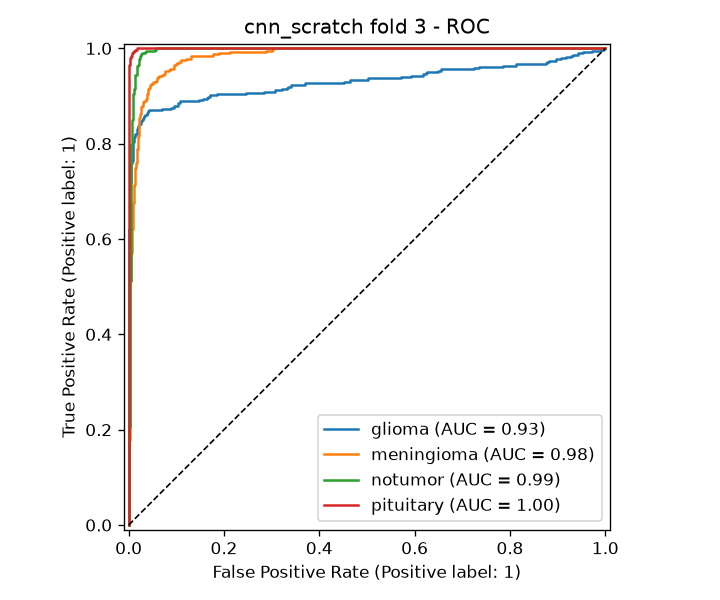 cnn_scratch fold 3 - ROC
True Positive Rate (Positive label: 1)
1.0
0.8
0.6
0.4
0.2
0.0
glioma (AUC = 0.93)
meningioma (AUC = 0.98)
notumor (AUC = 0.99)
pituitary (AUC = 1.00)
0.0 0.2 0.4 0.6 0.8 1.0
False Positive Rate (Positive label: 1)